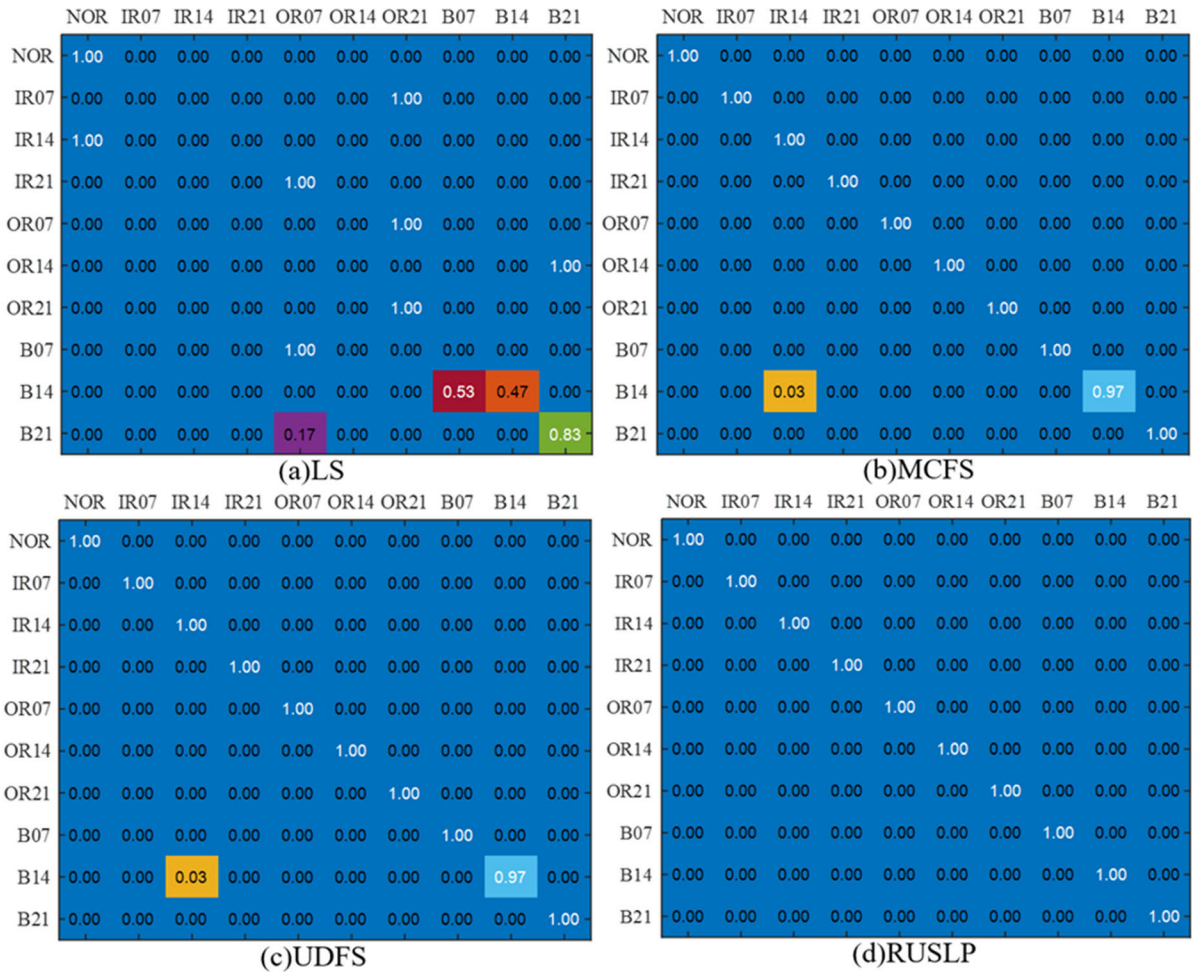 NOR IR07 IR14 IR21 OR07 OR14 OR21 B07 B14 B21
NOR 1.00 0.00 0.00 0.00 0.00 0.00 0.00 0.00 0.00 0.00
IR07 0.00 0.00 0.00 0.00 0.00 0.00 1.00 0.00 0.00 0.00
IR14 1.00 0.00 0.00 0.00 0.00 0.00 0.00 0.00 0.00 0.00
IR21 0.00 0.00 0.00 0.00 1.00 0.00 0.00 0.00 0.00 0.00
OR07 0.00 0.00 0.00 0.00 0.00 0.00 1.00 0.00 0.00 0.00
OR14 0.00 0.00 0.00 0.00 0.00 0.00 0.00 0.00 0.00 1.00
OR21 0.00 0.00 0.00 0.00 0.00 0.00 1.00 0.00 0.00 0.00
B07 0.00 0.00 0.00 0.00 1.00 0.00 0.00 0.00 0.00 0.00
B14 0.00 0.00 0.00 0.00 0.00 0.00 0.00 0.53 0.47 0.00
B21 0.00 0.00 0.00 0.00 0.17 0.00 0.00 0.00 0.00 0.83
(a)LS
NOR IR07 IR14 IR21 OR07 OR14 OR21 B07 B14 B21
NOR 1.00 0.00 0.00 0.00 0.00 0.00 0.00 0.00 0.00 0.00
IR07 0.00 1.00 0.00 0.00 0.00 0.00 0.00 0.00 0.00 0.00
IR14 0.00 0.00 1.00 0.00 0.00 0.00 0.00 0.00 0.00 0.00
IR21 0.00 0.00 0.00 1.00 0.00 0.00 0.00 0.00 0.00 0.00
OR07 0.00 0.00 0.00 0.00 1.00 0.00 0.00 0.00 0.00 0.00
OR14 0.00 0.00 0.00 0.00 0.00 1.00 0.00 0.00 0.00 0.00
OR21 0.00 0.00 0.00 0.00 0.00 0.00 1.00 0.00 0.00 0.00
B07 0.00 0.00 0.00 0.00 0.00 0.00 0.00 1.00 0.00 0.00
B14 0.00 0.00 0.03 0.00 0.00 0.00 0.00 0.00 0.97 0.00
B21 0.00 0.00 0.00 0.00 0.00 0.00 0.00 0.00 0.00 1.00
(b)MCFS
NOR IR07 IR14 IR21 OR07 OR14 OR21 B07 B14 B21
NOR 1.00 0.00 0.00 0.00 0.00 0.00 0.00 0.00 0.00 0.00
IR07 0.00 1.00 0.00 0.00 0.00 0.00 0.00 0.00 0.00 0.00
IR14 0.00 0.00 1.00 0.00 0.00 0.00 0.00 0.00 0.00 0.00
IR21 0.00 0.00 0.00 1.00 0.00 0.00 0.00 0.00 0.00 0.00
OR07 0.00 0.00 0.00 0.00 1.00 0.00 0.00 0.00 0.00 0.00
OR14 0.00 0.00 0.00 0.00 0.00 1.00 0.00 0.00 0.00 0.00
OR21 0.00 0.00 0.00 0.00 0.00 0.00 1.00 0.00 0.00 0.00
B07 0.00 0.00 0.00 0.00 0.00 0.00 0.00 1.00 0.00 0.00
B14 0.00 0.00 0.03 0.00 0.00 0.00 0.00 0.00 0.97 0.00
B21 0.00 0.00 0.00 0.00 0.00 0.00 0.00 0.00 0.00 1.00
(c)UDFS
NOR IR07 IR14 IR21 OR07 OR14 OR21 B07 B14 B21
NOR 1.00 0.00 0.00 0.00 0.00 0.00 0.00 0.00 0.00 0.00
IR07 0.00 1.00 0.00 0.00 0.00 0.00 0.00 0.00 0.00 0.00
IR14 0.00 0.00 1.00 0.00 0.00 0.00 0.00 0.00 0.00 0.00
IR21 0.00 0.00 0.00 1.00 0.00 0.00 0.00 0.00 0.00 0.00
OR07 0.00 0.00 0.00 0.00 1.00 0.00 0.00 0.00 0.00 0.00
OR14 0.00 0.00 0.00 0.00 0.00 1.00 0.00 0.00 0.00 0.00
OR21 0.00 0.00 0.00 0.00 0.00 0.00 1.00 0.00 0.00 0.00
B07 0.00 0.00 0.00 0.00 0.00 0.00 0.00 1.00 0.00 0.00
B14 0.00 0.00 0.00 0.00 0.00 0.00 0.00 0.00 1.00 0.00
B21 0.00 0.00 0.00 0.00 0.00 0.00 0.00 0.00 0.00 1.00
(d)RUSLP